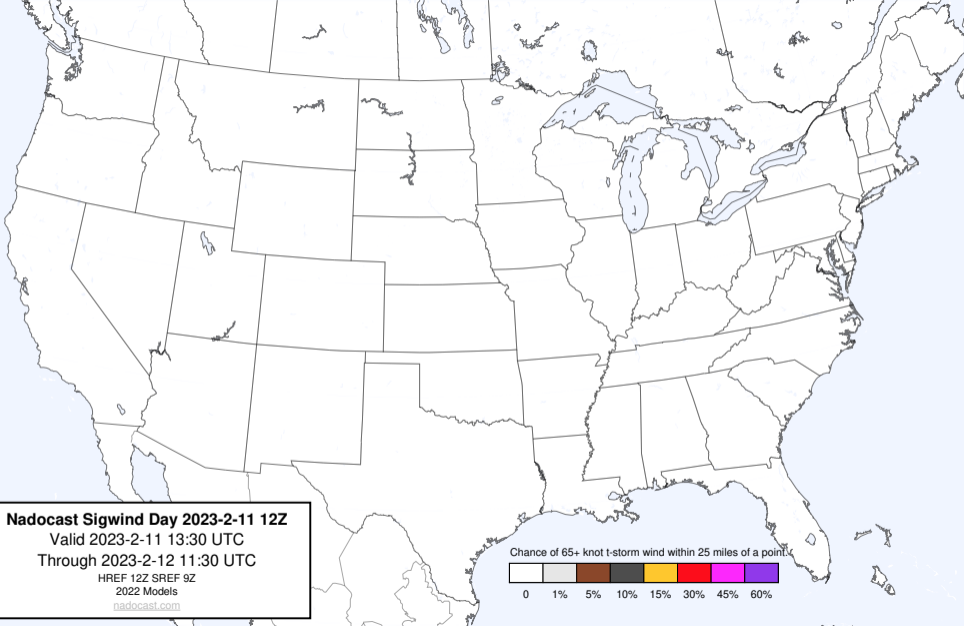 Nadocast Sigwind Day 2023-2-11 12Z
Valid 2023-2-11 13:30 UTC
Through 2023-2-12 11:30 UTC
HREF 12Z SREF 9Z
2022 Models
nadocast.com
Chance of 65+ knot t-storm wind within 25 miles of a point.
0 1% 5% 10% 15% 30% 45% 60%